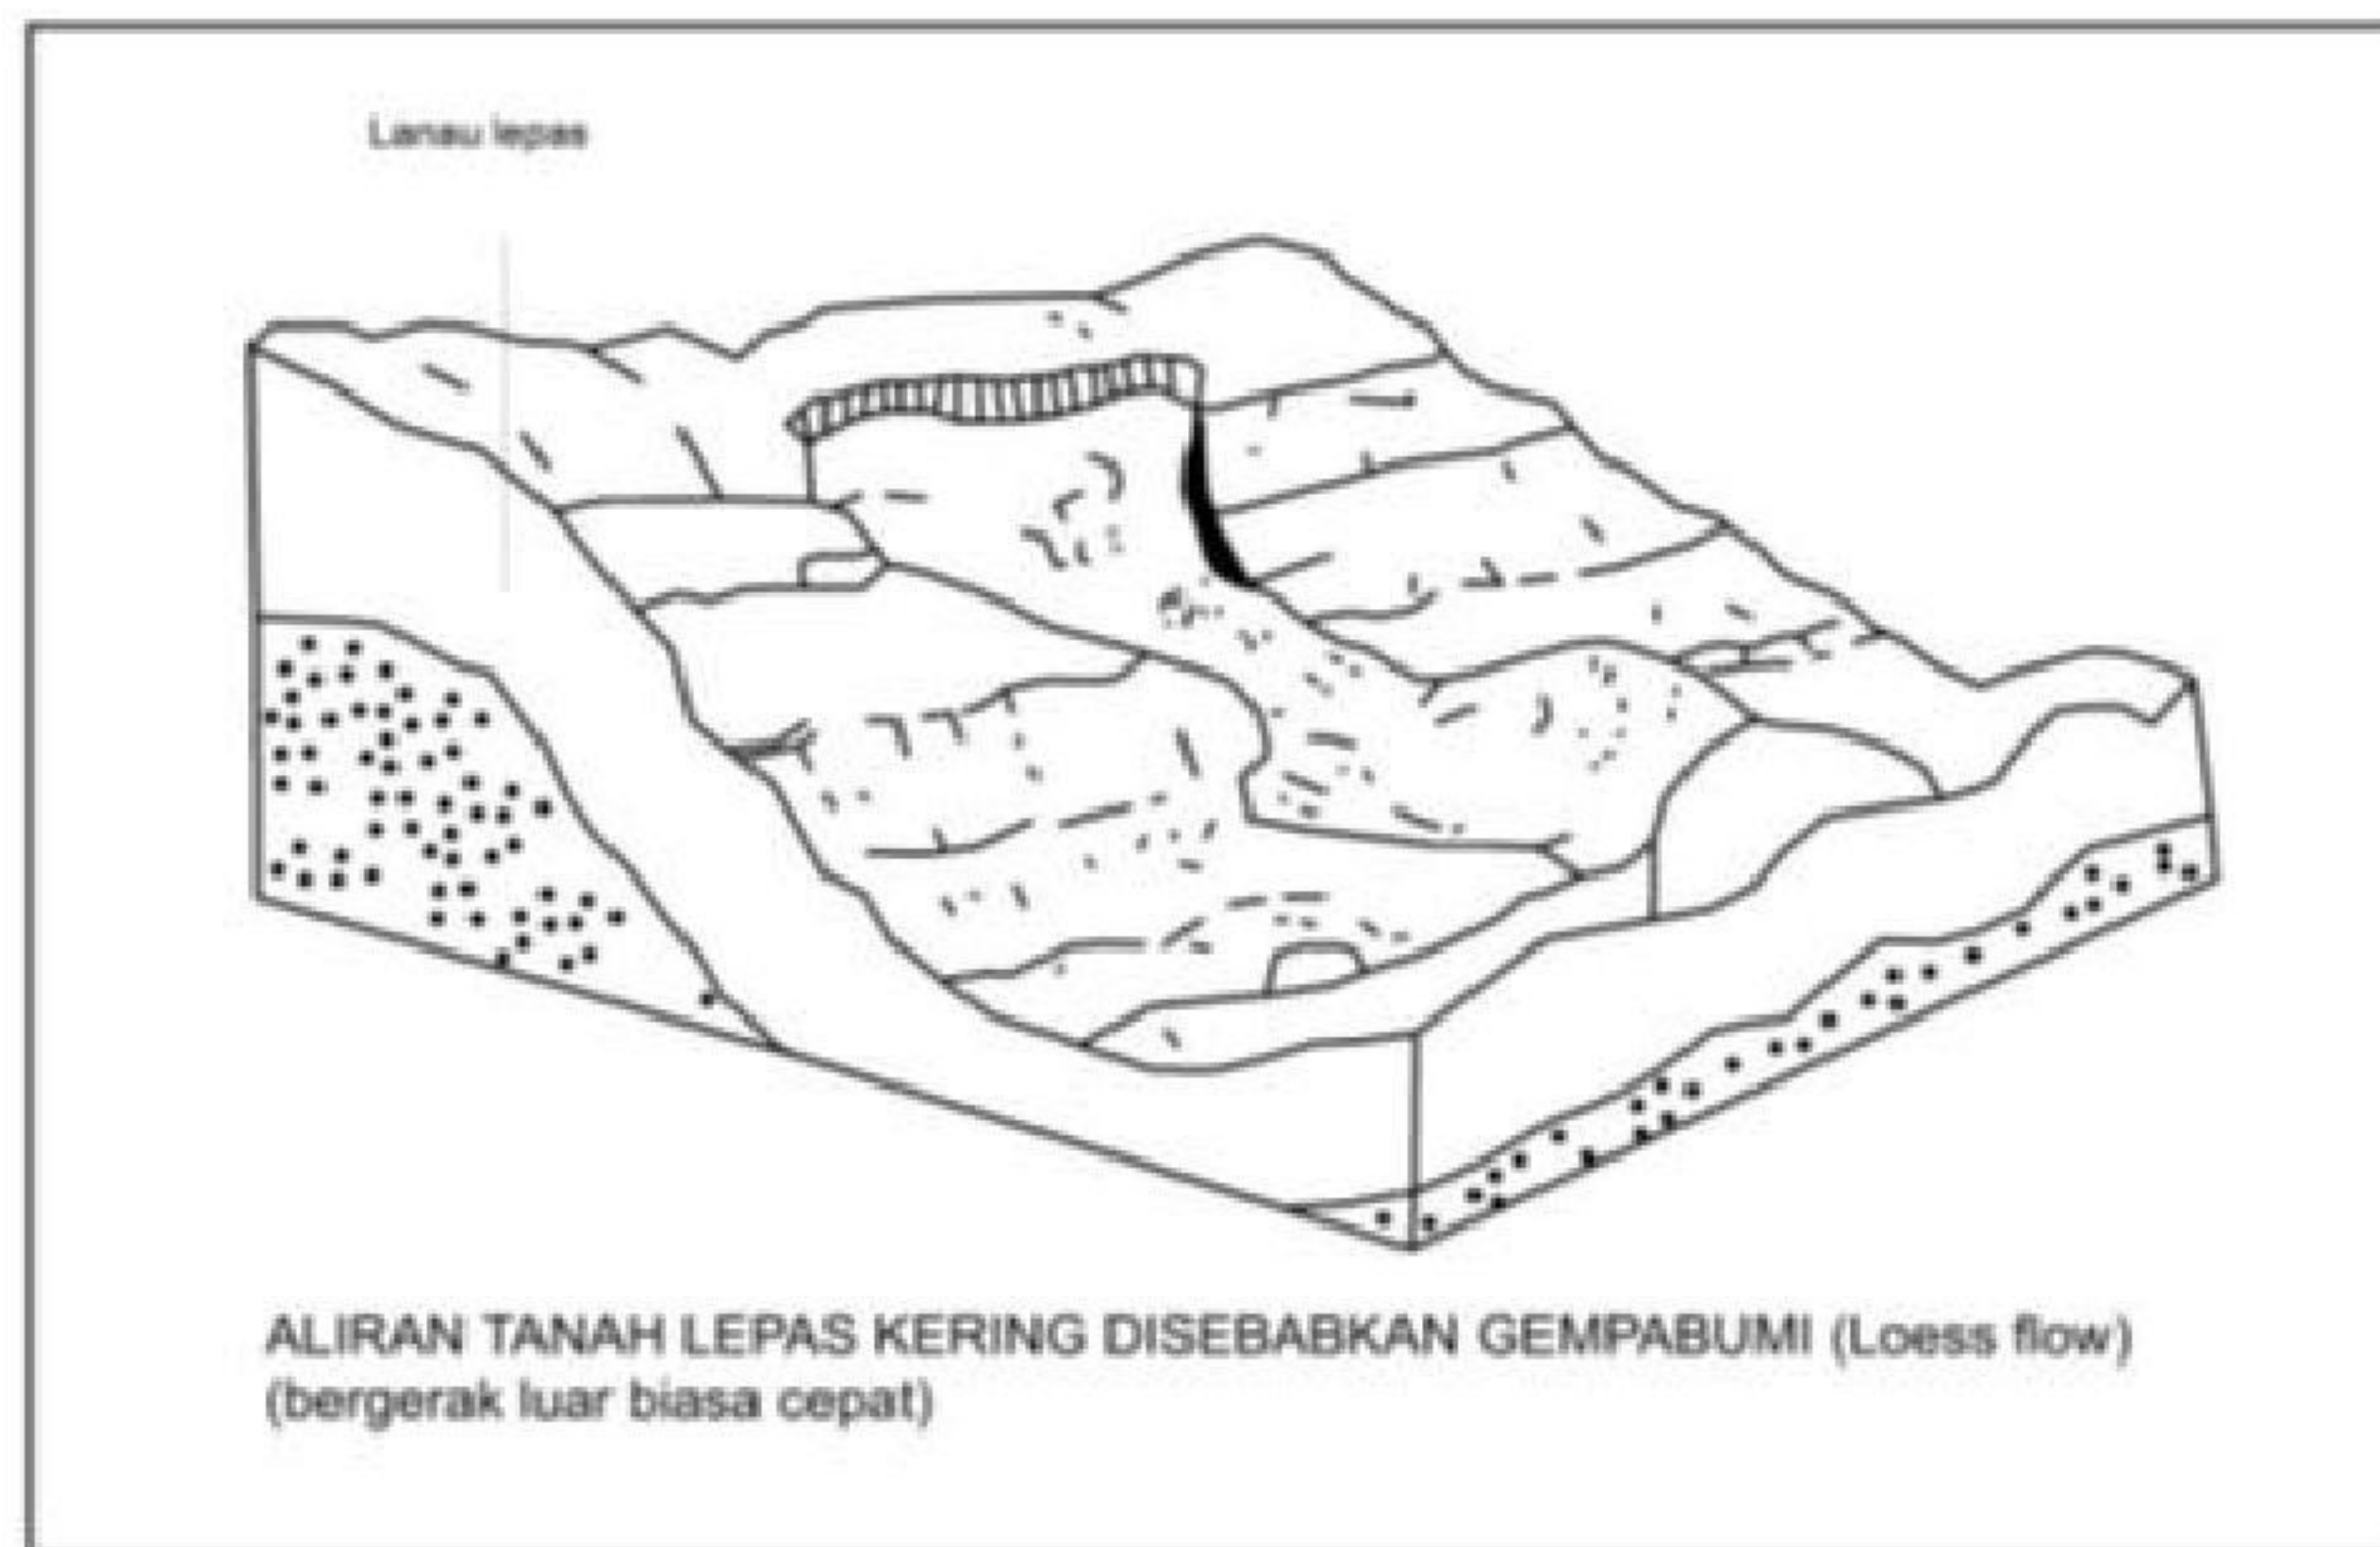 Lanau lepas
ALIRAN TANAH LEPAS KERING DISEBABKAN GEMPABUMI (Loess flow)
(bergerak luar biasa cepat)